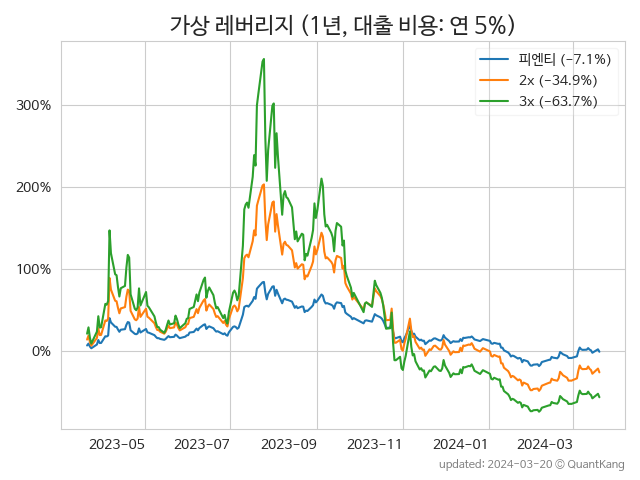 가상 레버리지 (1년, 대출 비용: 연 5%)
피엔티 (−7.1%)
2x (−34.9%)
3x (−63.7%)
300%
200%
100%
0%
2023-05
2023-07
2023-09
2023-11
2024-01
2024-03
updated: 2024-03-20 © QuantKang